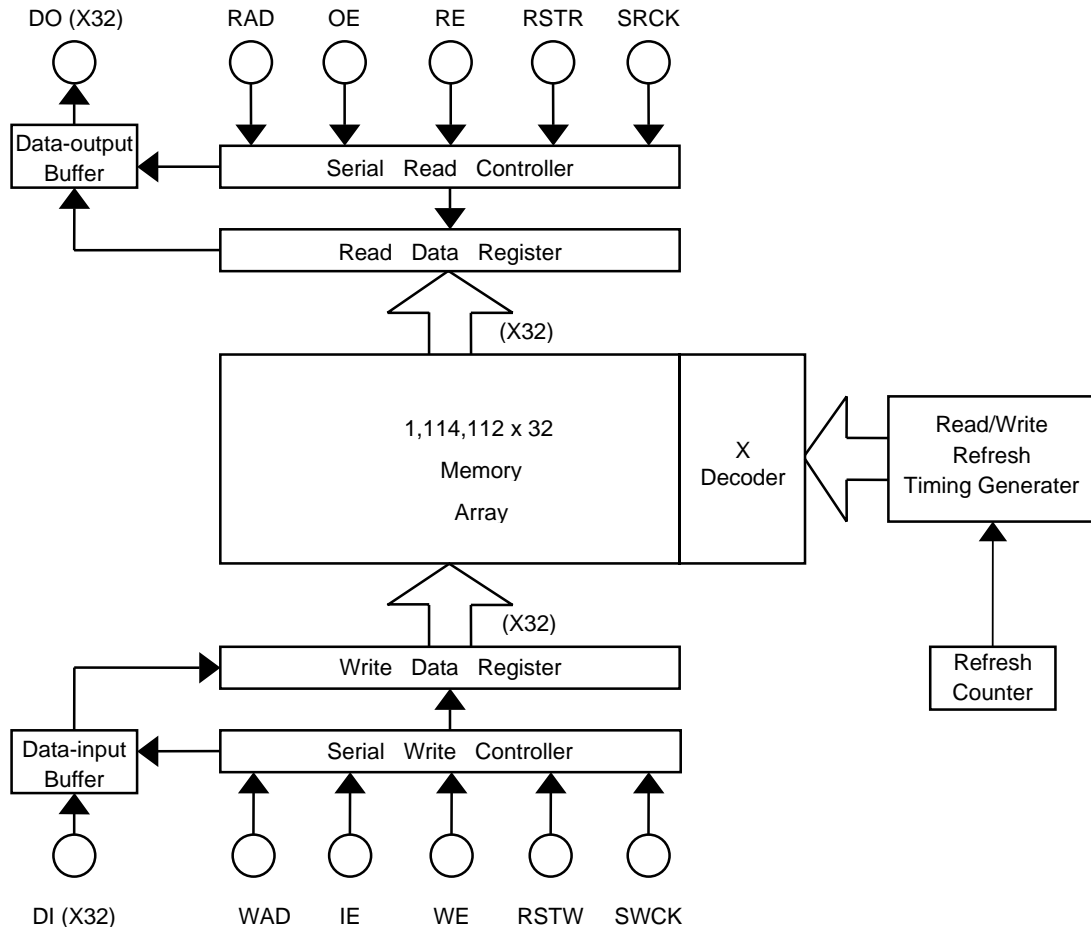 DO (X32) RAD OE RE RSTR SRCK
Data-output
Buffer
Serial Read Controller
Read Data Register
(X32)
1,114,112 x 32
Memory
Array
X
Decoder
Read/Write
Refresh
Timing Generater
(X32)
Write Data Register
Refresh
Counter
Data-input
Buffer
Serial Write Controller
DI (X32) WAD IE WE RSTW SWCK